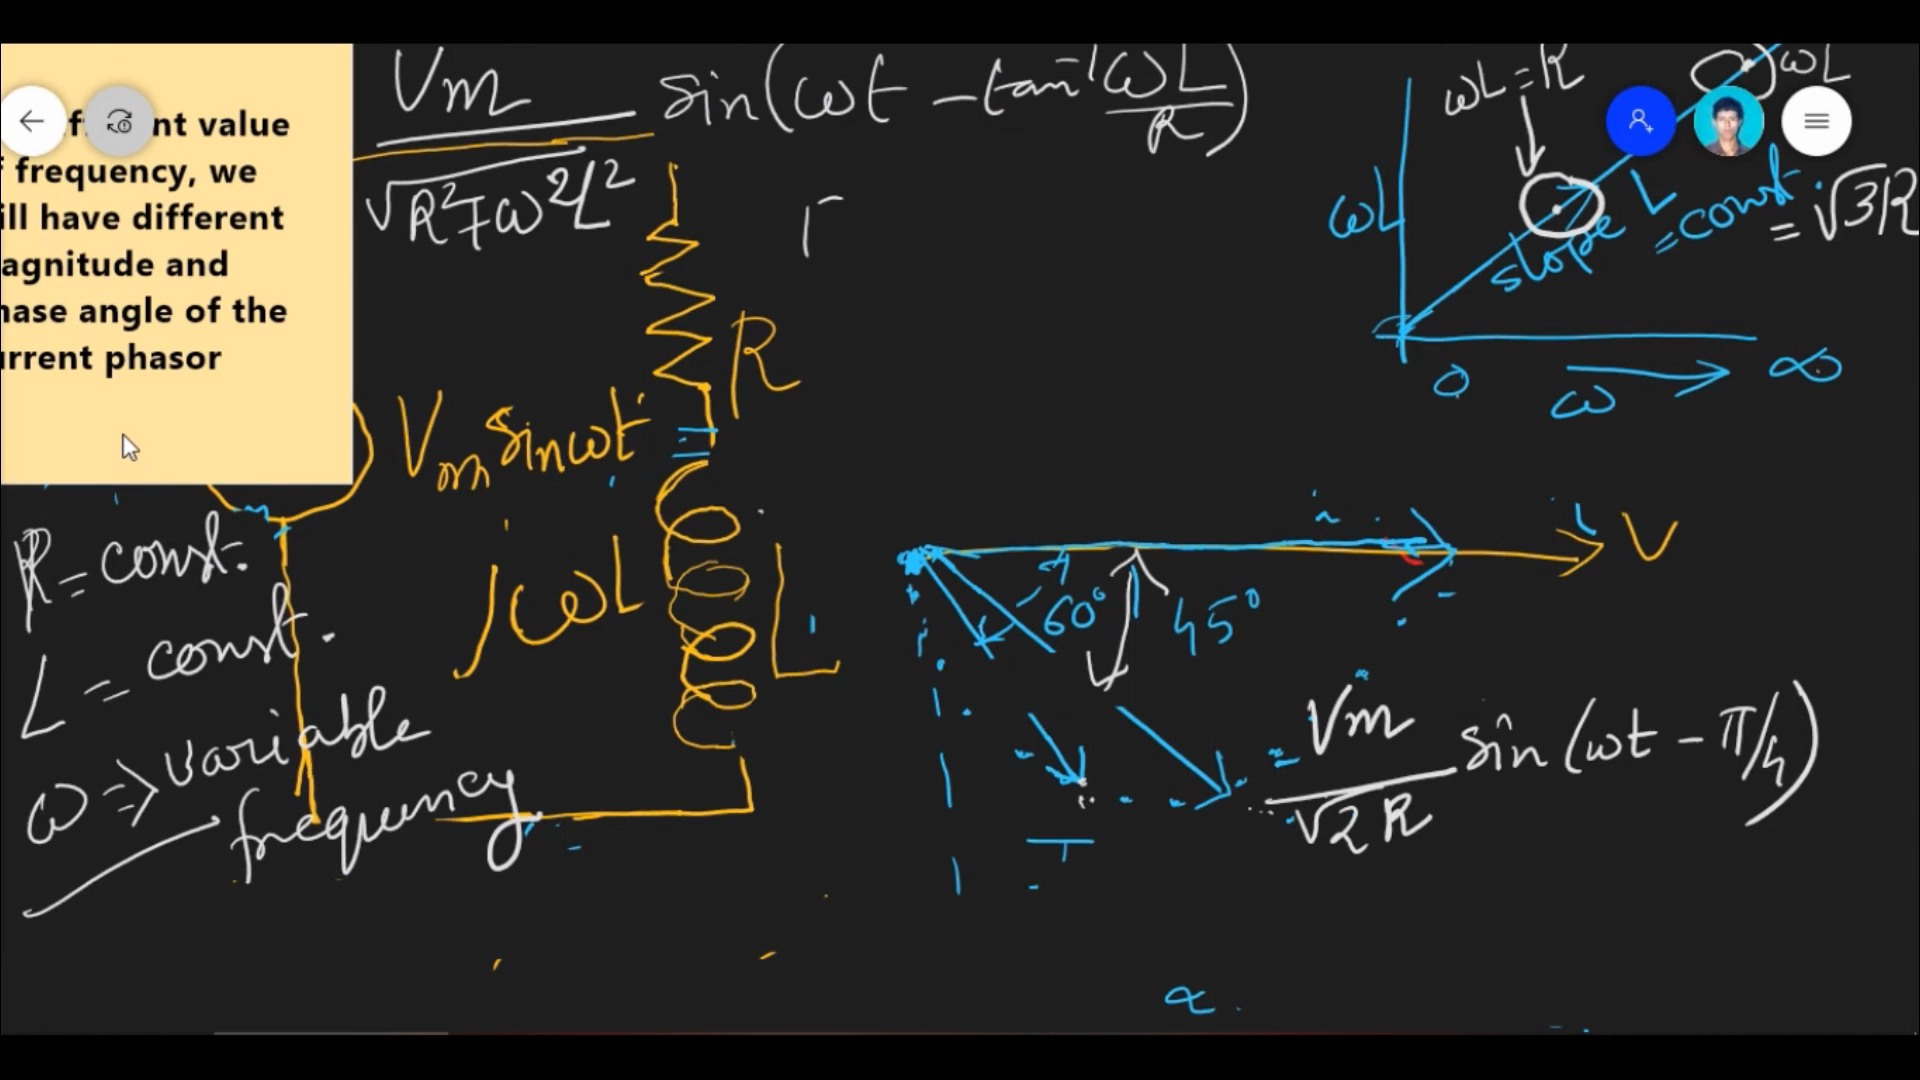 nt value
frequency, we
ill have different
agnitude and
hase angle of the
urrent phasor
Vm
√R²+ω²L²
sin(ωt - tan⁻¹ ωL/R)
ωL = R
ωL
= √3R
ωL
slope L = const
0
ω
∞
R
Vm sinωt
jωL
L
R = const.
L = const.
ω => variable
frequency
i
V
60°
45°
Vm/√2R sin(ωt - π/4)